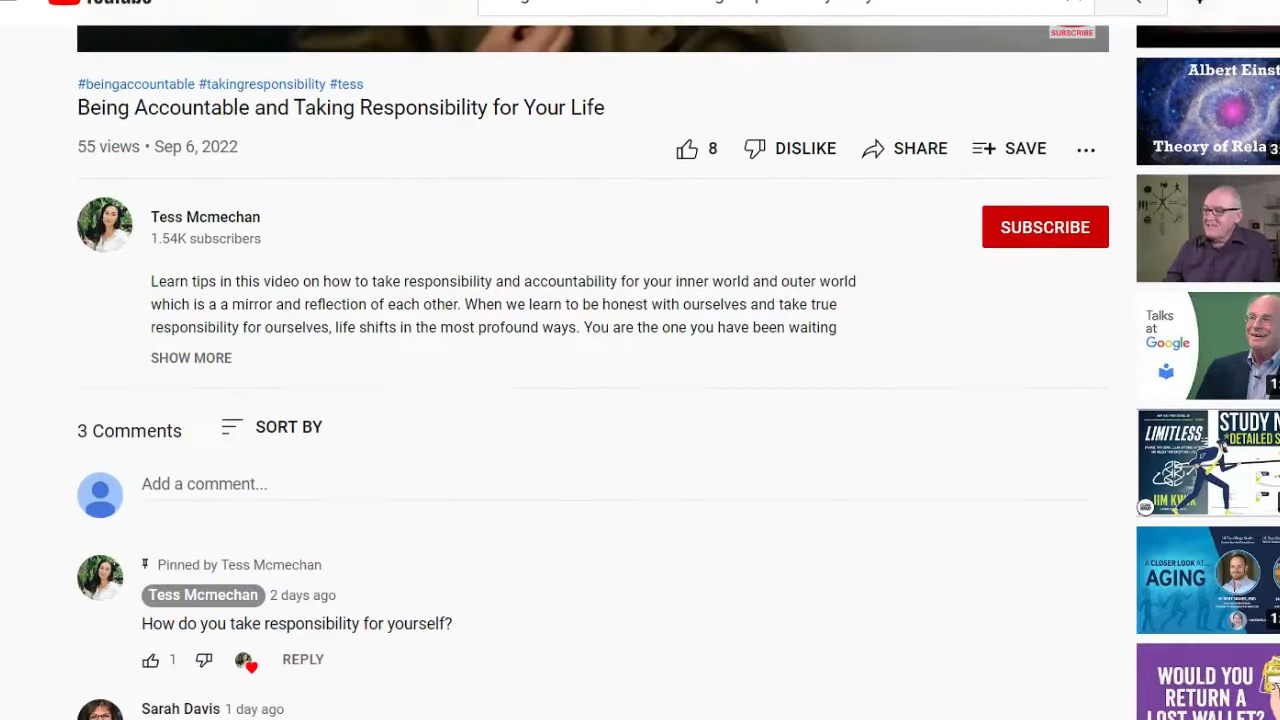 SUBSCRIBE
#beingaccountable #takingresponsibility #tess
Being Accountable and Taking Responsibility for Your Life
55 views • Sep 6, 2022
8 DISLIKE SHARE SAVE
Tess Mcmechan
1.54K subscribers
SUBSCRIBE
Learn tips in this video on how to take responsibility and accountability for your inner world and outer world
which is a a mirror and reflection of each other. When we learn to be honest with ourselves and take true
responsibility for ourselves, life shifts in the most profound ways. You are the one you have been waiting
SHOW MORE
3 Comments SORT BY
Add a comment...
Pinned by Tess Mcmechan
Tess Mcmechan 2 days ago
How do you take responsibility for yourself?
1 REPLY
Sarah Davis 1 day ago
Albert Einst
Theory of Rela 3
Talks
at
Google
LIMITLESS
JIM KWIK
STUDY N
*DETAILED S
A CLOSER LOOK AT
AGING
WOULD YOU
RETURN A
LOST WALLET?